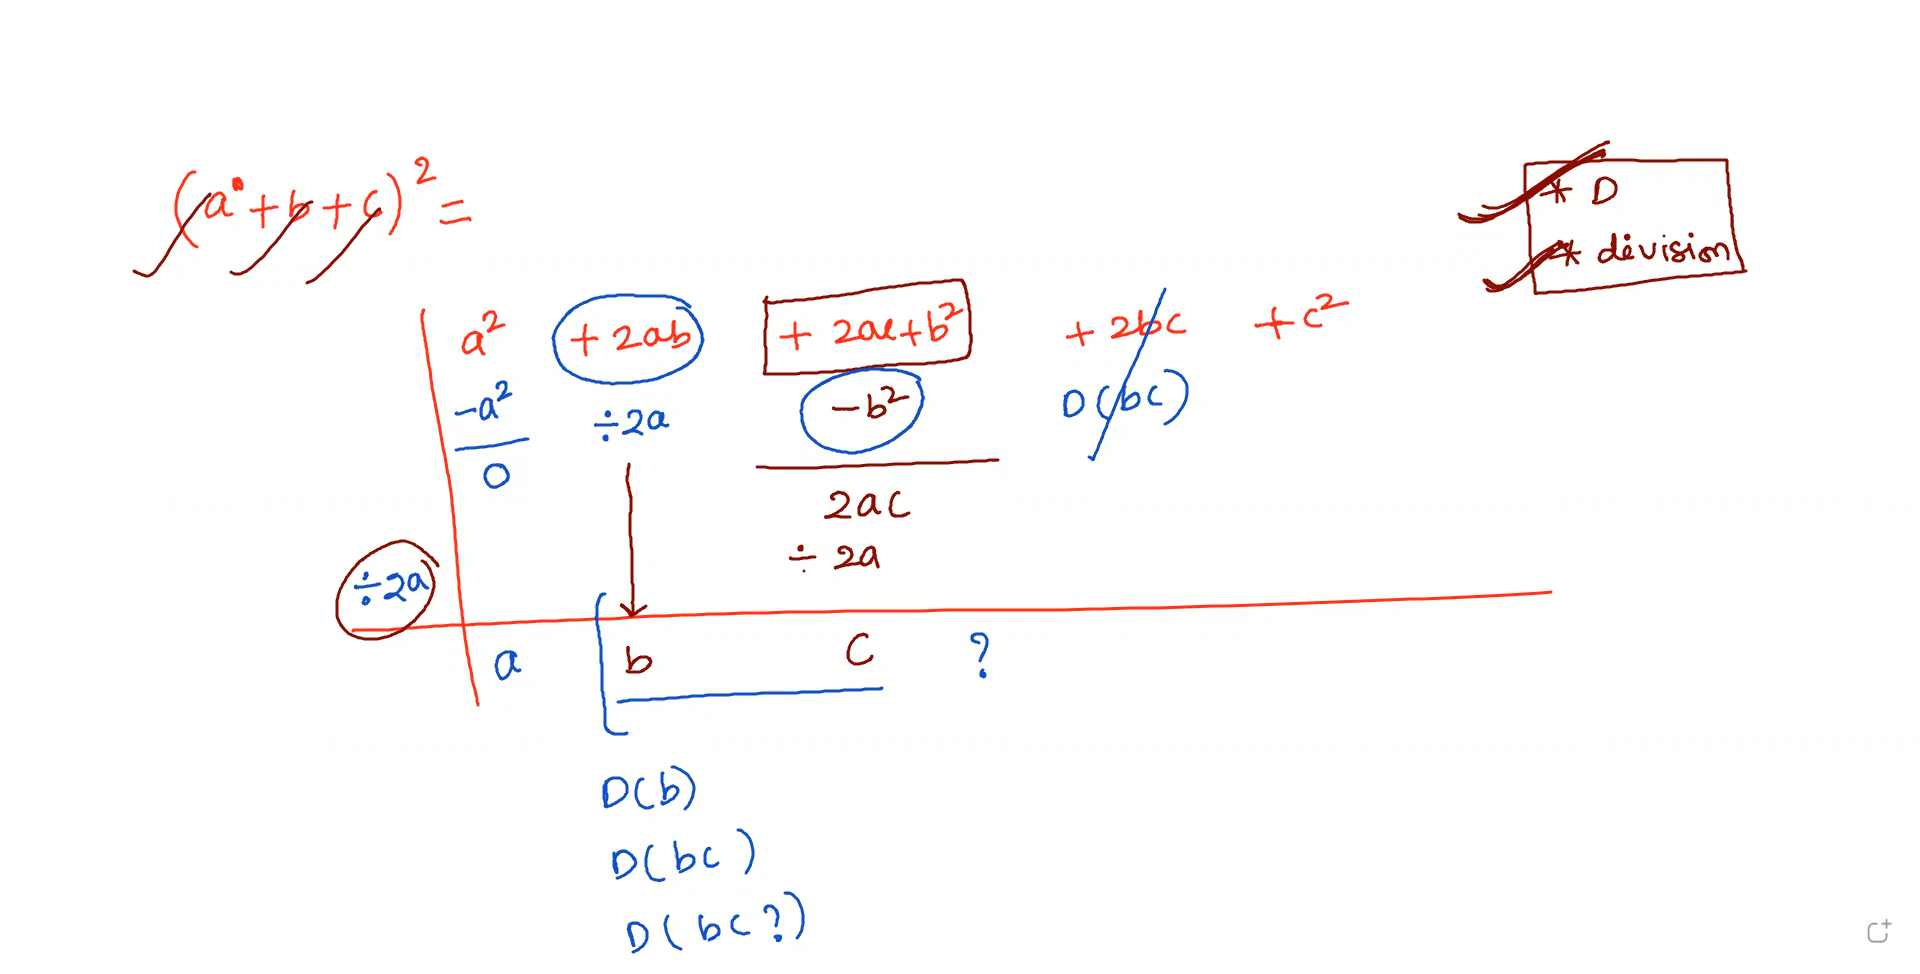 (a + b + c)² =
* D
* division
a² + 2ab + 2ac + b² + 2bc + c²
-a² ÷2a -b² D(bc)
0 2ac
÷2a ÷ 2a
a b c ?
D(b)
D(bc)
D(bc?)